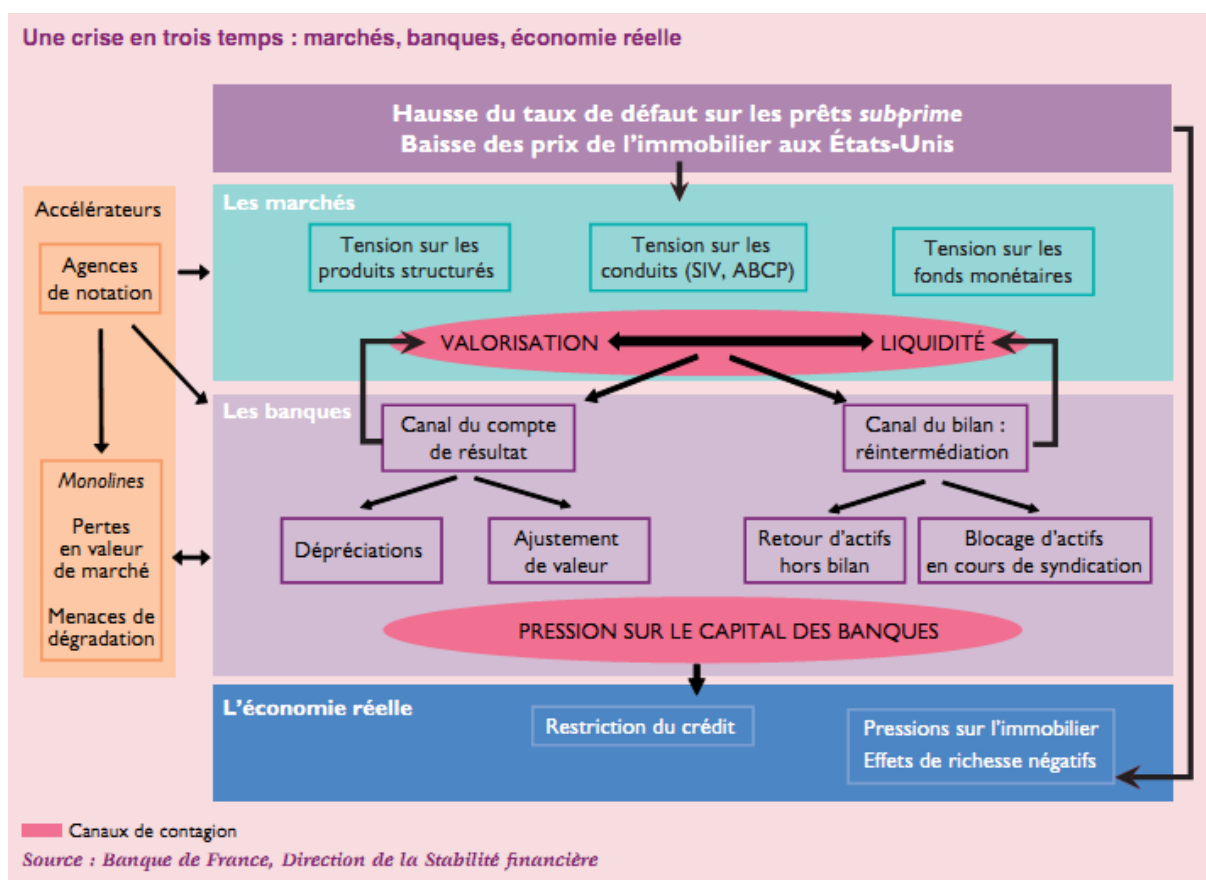 Une crise en trois temps : marchés, banques, économie réelle
Hausse du taux de défaut sur les prêts subprime
Baisse des prix de l'immobilier aux États-Unis
Accélérateurs
Agences
de notation
Monolines
Pertes
en valeur
de marché
Menaces de
dégradation
Les marchés
Tension sur les
produits structurés
Tension sur les
conduits (SIV, ABCP)
Tension sur les
fonds monétaires
VALORISATION
LIQUIDITÉ
Les banques
Canal du compte
de résultat
Canal du bilan :
réintermédiation
Dépréciations
Ajustement
de valeur
Retour d'actifs
hors bilan
Blocage d'actifs
en cours de syndication
PRESSION SUR LE CAPITAL DES BANQUES
L'économie réelle
Restriction du crédit
Pressions sur l'immobilier
Effets de richesse négatifs
Canaux de contagion
Source : Banque de France, Direction de la Stabilité financière